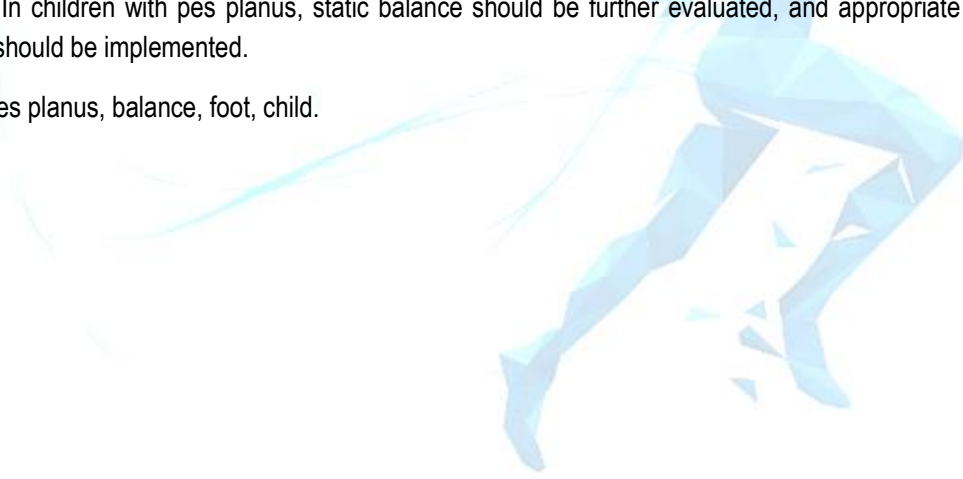 In children with pes planus, static balance should be further evaluated, and appropriate
should be implemented.
es planus, balance, foot, child.